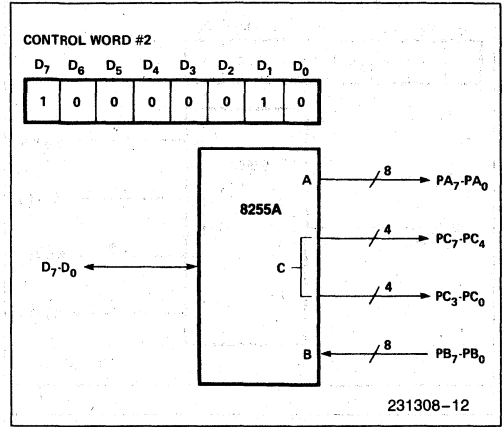 CONTROL WORD #2
D7 D6 D5 D4 D3 D2 D1 D0
1 0 0 0 0 0 1 0
A 8 PA7-PA0
8255A
4 PC7-PC4
D7-D0 C
4 PC3-PC0
B 8 PB7-PB0
231308-12